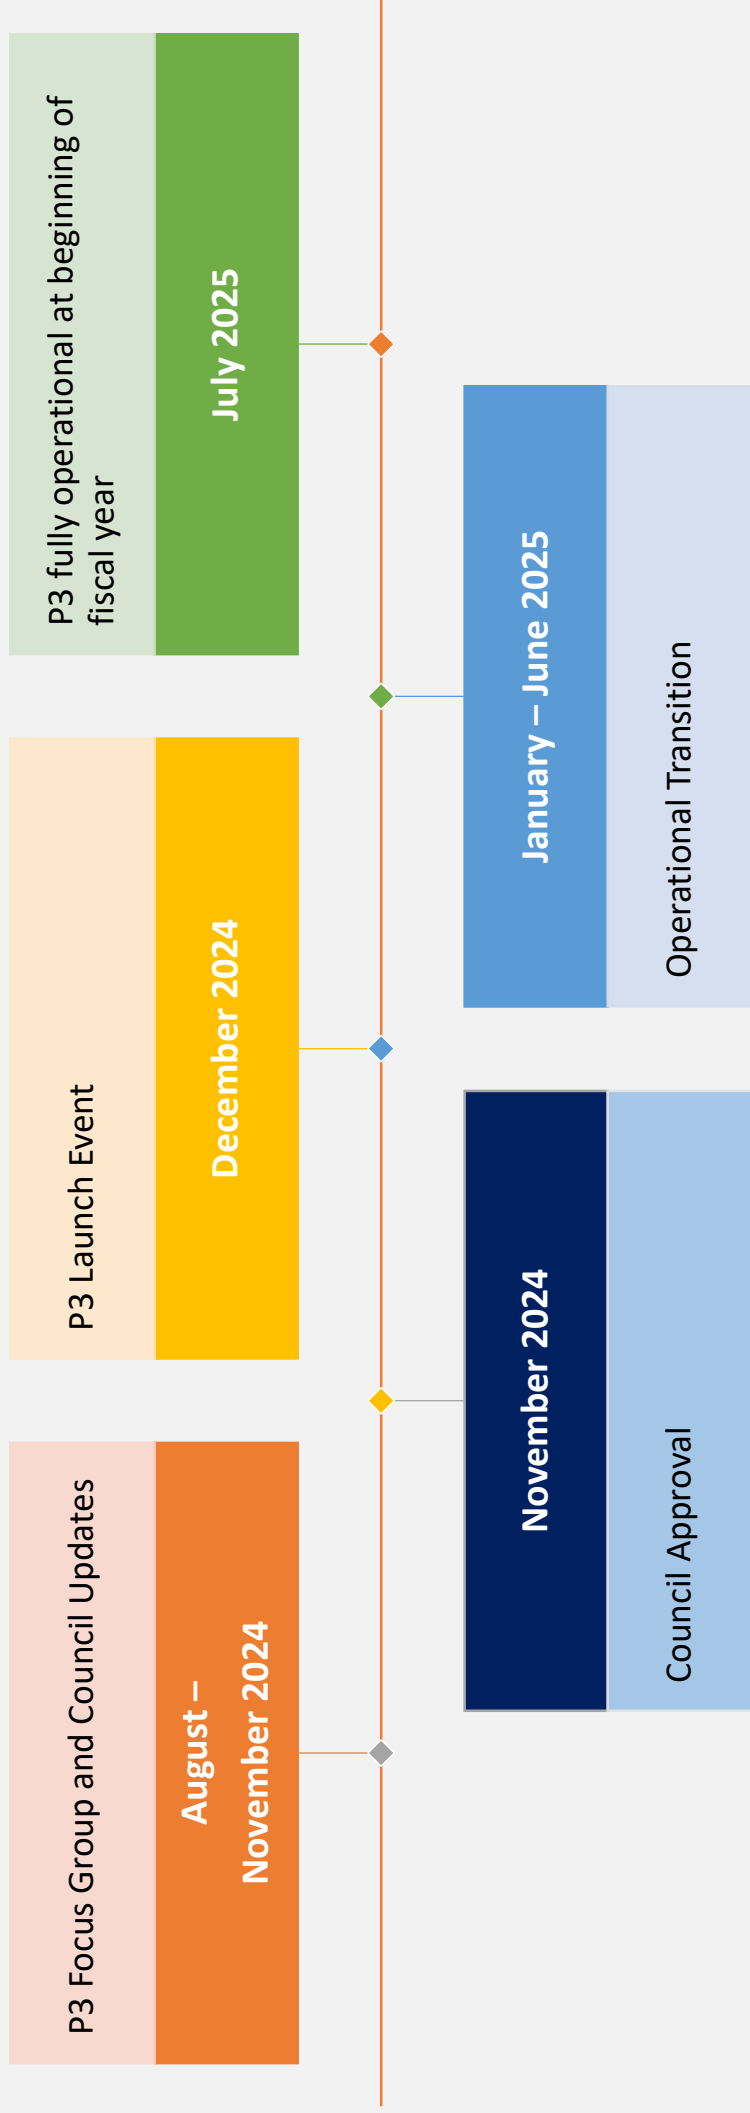 P3 Focus Group and Council Updates
August –
November 2024
November 2024
Council Approval
P3 Launch Event
December 2024
January – June 2025
Operational Transition
P3 fully operational at beginning of
fiscal year
July 2025